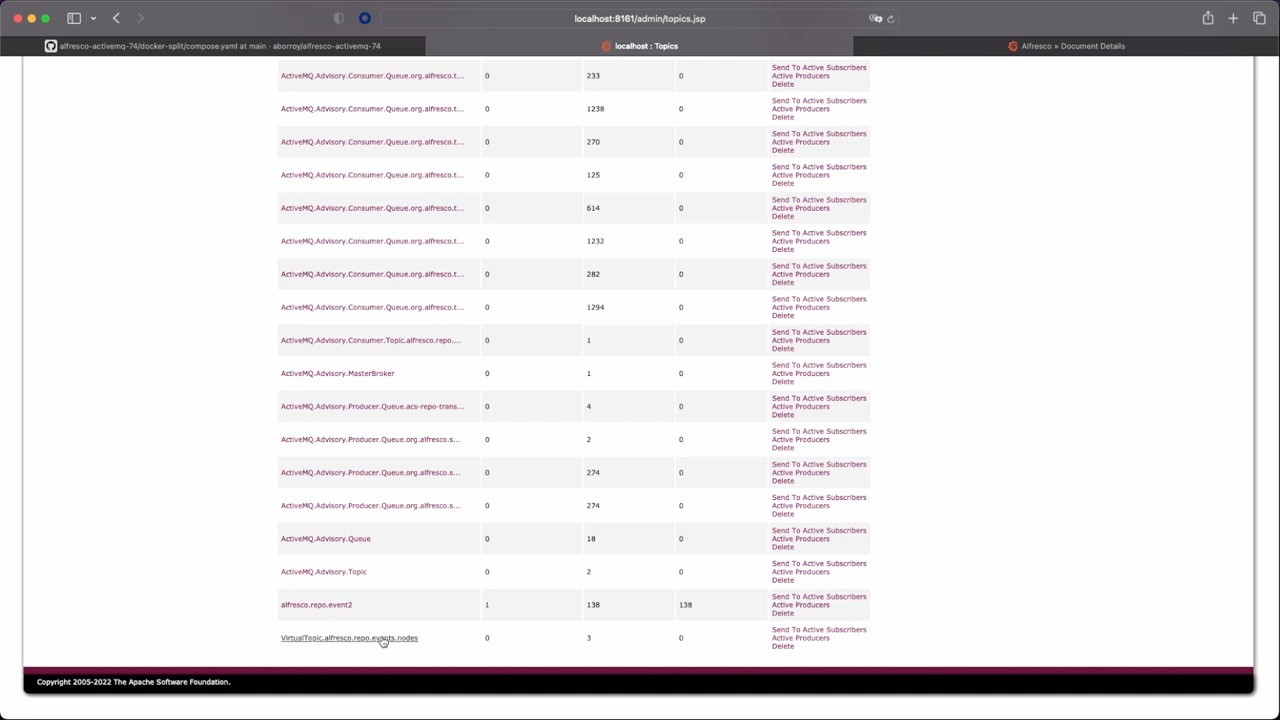 localhost:8161/admin/topics.jsp
alfresco-activemq-74/docker-split/compose.yaml at main · aborroy/alfresco-activemq-74
localhost : Topics
Alfresco » Document Details
ActiveMQ.Advisory.Consumer.Queue.org.alfresco.t... 0 233 0 Send To Active Subscribers
Active Producers
Delete
ActiveMQ.Advisory.Consumer.Queue.org.alfresco.t... 0 1238 0 Send To Active Subscribers
Active Producers
Delete
ActiveMQ.Advisory.Consumer.Queue.org.alfresco.t... 0 270 0 Send To Active Subscribers
Active Producers
Delete
ActiveMQ.Advisory.Consumer.Queue.org.alfresco.t... 0 125 0 Send To Active Subscribers
Active Producers
Delete
ActiveMQ.Advisory.Consumer.Queue.org.alfresco.t... 0 614 0 Send To Active Subscribers
Active Producers
Delete
ActiveMQ.Advisory.Consumer.Queue.org.alfresco.t... 0 1232 0 Send To Active Subscribers
Active Producers
Delete
ActiveMQ.Advisory.Consumer.Queue.org.alfresco.t... 0 282 0 Send To Active Subscribers
Active Producers
Delete
ActiveMQ.Advisory.Consumer.Queue.org.alfresco.t... 0 1294 0 Send To Active Subscribers
Active Producers
Delete
ActiveMQ.Advisory.Consumer.Topic.alfresco.repo.... 0 1 0 Send To Active Subscribers
Active Producers
Delete
ActiveMQ.Advisory.MasterBroker 0 1 0 Send To Active Subscribers
Active Producers
Delete
ActiveMQ.Advisory.Producer.Queue.acs-repo-trans... 0 4 0 Send To Active Subscribers
Active Producers
Delete
ActiveMQ.Advisory.Producer.Queue.org.alfresco.s... 0 2 0 Send To Active Subscribers
Active Producers
Delete
ActiveMQ.Advisory.Producer.Queue.org.alfresco.s... 0 274 0 Send To Active Subscribers
Active Producers
Delete
ActiveMQ.Advisory.Producer.Queue.org.alfresco.s... 0 274 0 Send To Active Subscribers
Active Producers
Delete
ActiveMQ.Advisory.Queue 0 18 0 Send To Active Subscribers
Active Producers
Delete
ActiveMQ.Advisory.Topic 0 2 0 Send To Active Subscribers
Active Producers
Delete
alfresco.repo.event2 1 138 138 Send To Active Subscribers
Active Producers
Delete
VirtualTopic.alfresco.repo.events.nodes 0 3 0 Send To Active Subscribers
Active Producers
Delete
Copyright 2005-2022 The Apache Software Foundation.